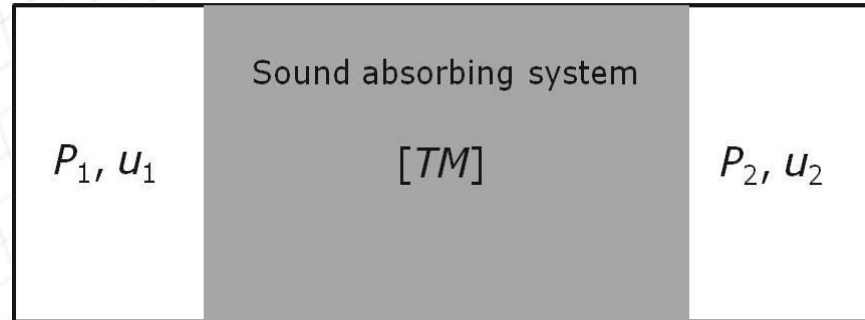 Sound absorbing system
P₁, u₁
[TM]
P₂, u₂